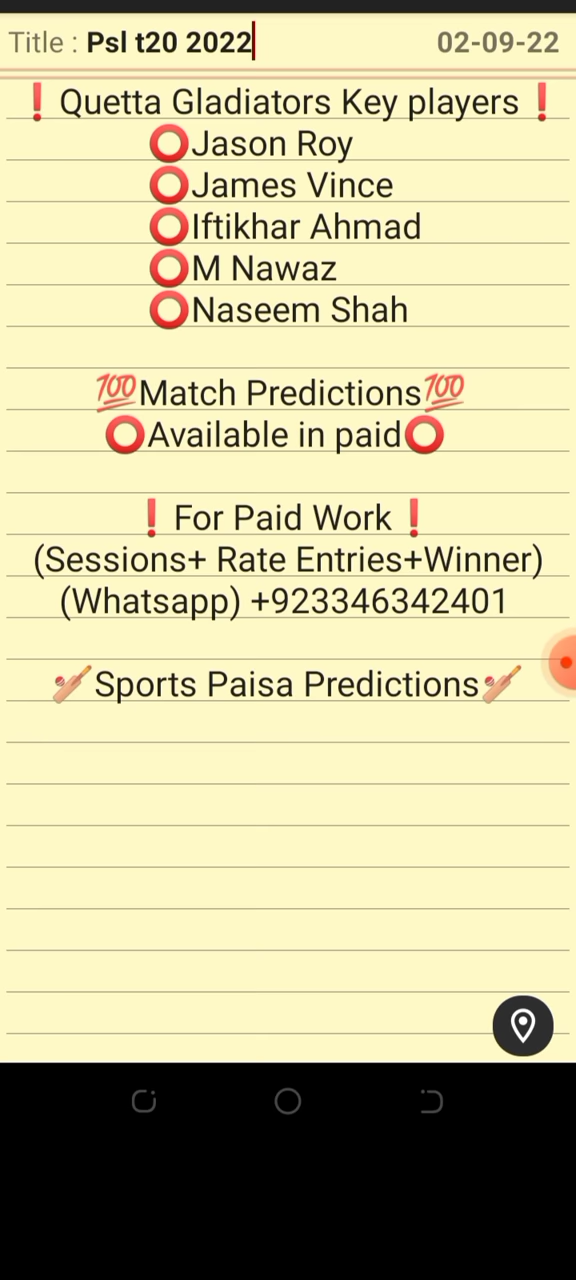 Title : Psl t20 2022 02-09-22
❗ Quetta Gladiators Key players ❗
⭕Jason Roy
⭕James Vince
⭕Iftikhar Ahmad
⭕M Nawaz
⭕Naseem Shah
💯Match Predictions💯
⭕Available in paid⭕
❗ For Paid Work ❗
(Sessions+ Rate Entries+Winner)
(Whatsapp) +923346342401
🏏Sports Paisa Predictions🏏